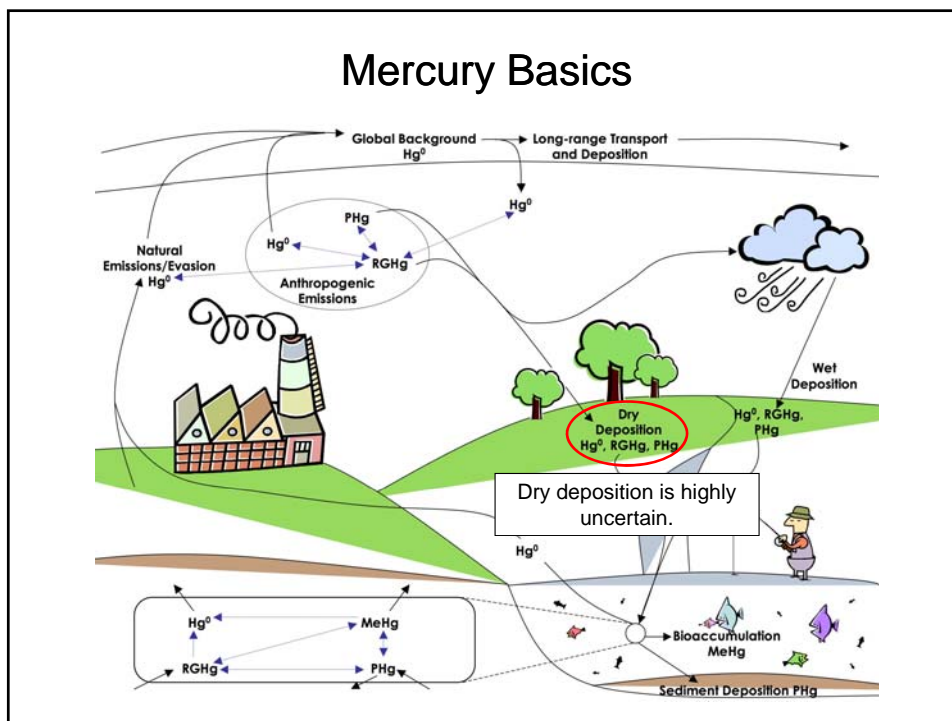 Mercury Basics
Global Background
Hg⁰
Long-range Transport
and Deposition
Hg⁰
PHg
Hg⁰
RGHg
Anthropogenic
Emissions
Natural
Emissions/Evasion
Hg⁰
Wet
Deposition
Dry
Deposition
Hg⁰, RGHg, PHg
Hg⁰, RGHg,
PHg
Dry deposition is highly
uncertain.
Hg⁰
Hg⁰
MeHg
RGHg
PHg
Bioaccumulation
MeHg
Sediment Deposition PHg